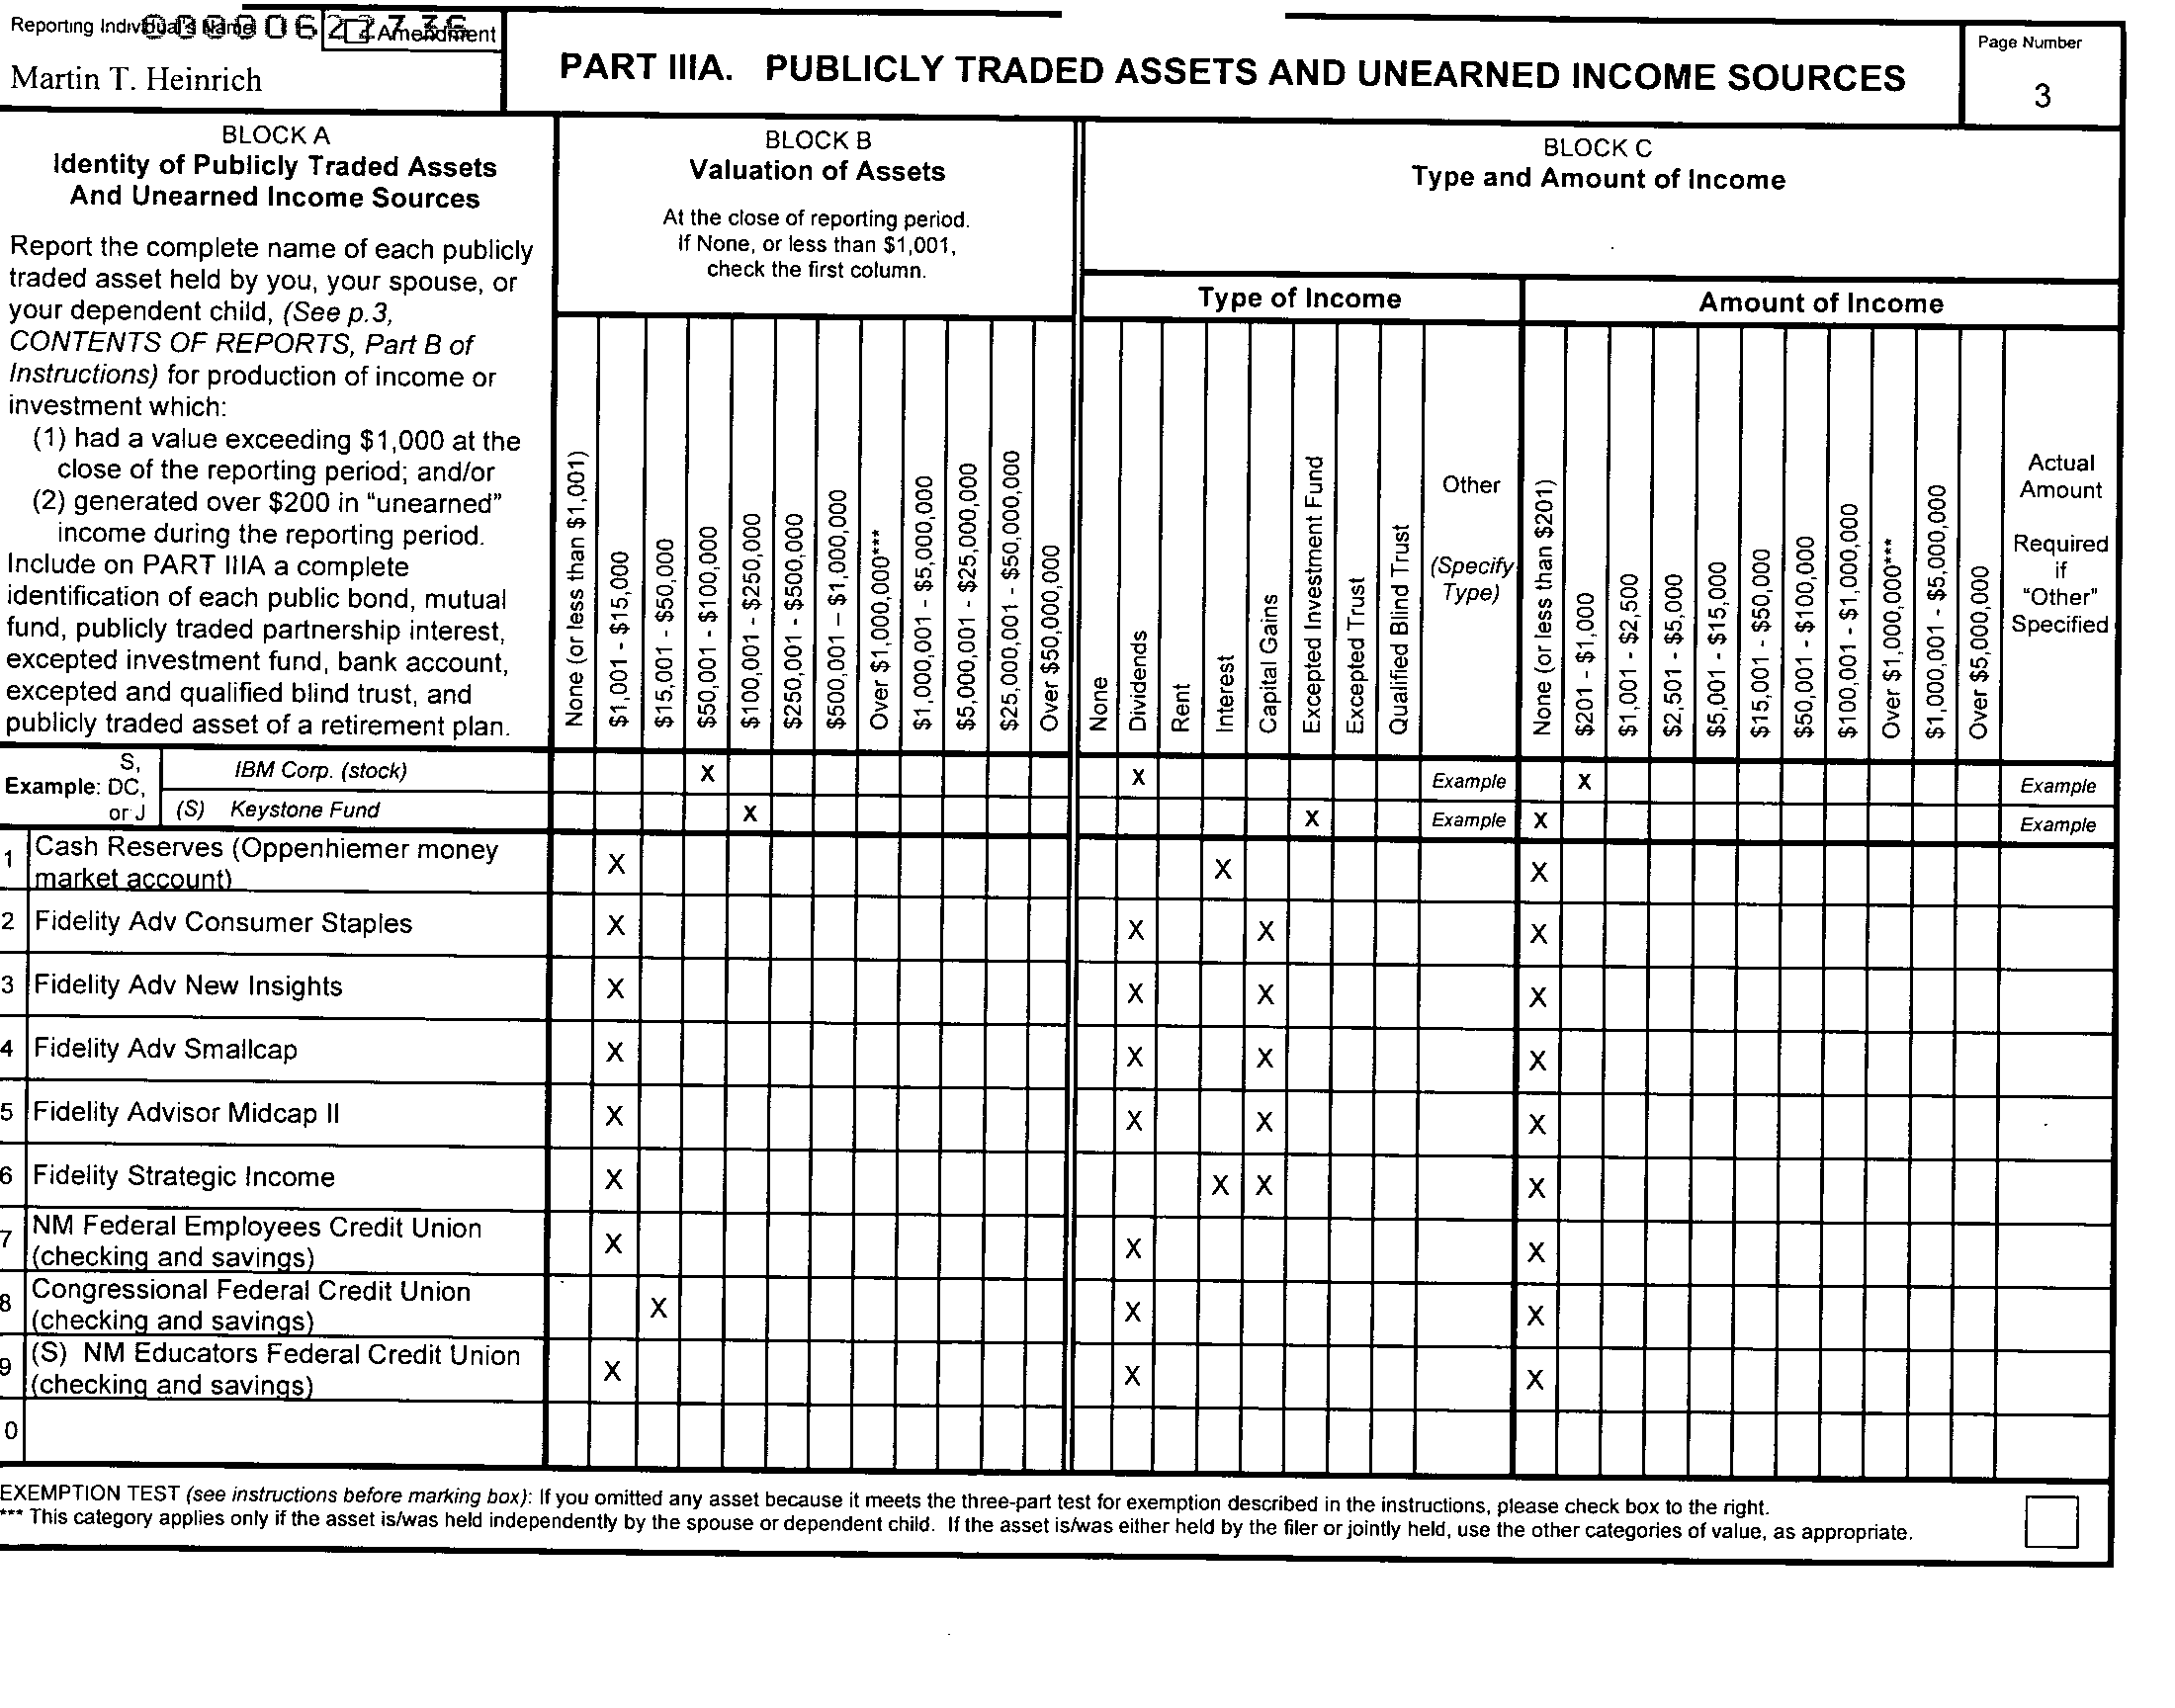 Reporting Individual's Name
000006227736
Amendment
Martin T. Heinrich
PART IIIA. PUBLICLY TRADED ASSETS AND UNEARNED INCOME SOURCES
Page Number
3
BLOCK A
Identity of Publicly Traded Assets
And Unearned Income Sources
Report the complete name of each publicly
traded asset held by you, your spouse, or
your dependent child, (See p.3,
CONTENTS OF REPORTS, Part B of
Instructions) for production of income or
investment which:
(1) had a value exceeding $1,000 at the
close of the reporting period; and/or
(2) generated over $200 in “unearned”
income during the reporting period.
Include on PART IIIA a complete
identification of each public bond, mutual
fund, publicly traded partnership interest,
excepted investment fund, bank account,
excepted and qualified blind trust, and
publicly traded asset of a retirement plan.
BLOCK B
Valuation of Assets
At the close of reporting period.
If None, or less than $1,001,
check the first column.
None (or less than $1,001)
$1,001 - $15,000
$15,001 - $50,000
$50,001 - $100,000
$100,001 - $250,000
$250,001 - $500,000
$500,001 – $1,000,000
Over $1,000,000***
$1,000,001 - $5,000,000
$5,000,001 - $25,000,000
$25,000,001 - $50,000,000
Over $50,000,000
BLOCK C
Type and Amount of Income
Type of Income
None
Dividends
Rent
Interest
Capital Gains
Excepted Investment Fund
Excepted Trust
Qualified Blind Trust
Other
(Specify
Type)
Amount of Income
None (or less than $201)
$201 - $1,000
$1,001 - $2,500
$2,501 - $5,000
$5,001 - $15,000
$15,001 - $50,000
$50,001 - $100,000
$100,001 - $1,000,000
Over $1,000,000***
$1,000,001 - $5,000,000
Over $5,000,000
Actual
Amount
Required
if
"Other"
Specified
Example: S, DC, or J
IBM Corp. (stock) X X Example X Example
(S) Keystone Fund X X Example X Example
1 Cash Reserves (Oppenhiemer money
market account) X X X
2 Fidelity Adv Consumer Staples X X X X
3 Fidelity Adv New Insights X X X X
4 Fidelity Adv Smallcap X X X X
5 Fidelity Advisor Midcap II X X X X
6 Fidelity Strategic Income X X X X
7 NM Federal Employees Credit Union
(checking and savings) X X X
8 Congressional Federal Credit Union
(checking and savings) X X X
9 (S) NM Educators Federal Credit Union
(checking and savings) X X X
0
EXEMPTION TEST (see instructions before marking box): If you omitted any asset because it meets the three-part test for exemption described in the instructions, please check box to the right.
*** This category applies only if the asset is/was held independently by the spouse or dependent child. If the asset is/was either held by the filer or jointly held, use the other categories of value, as appropriate.